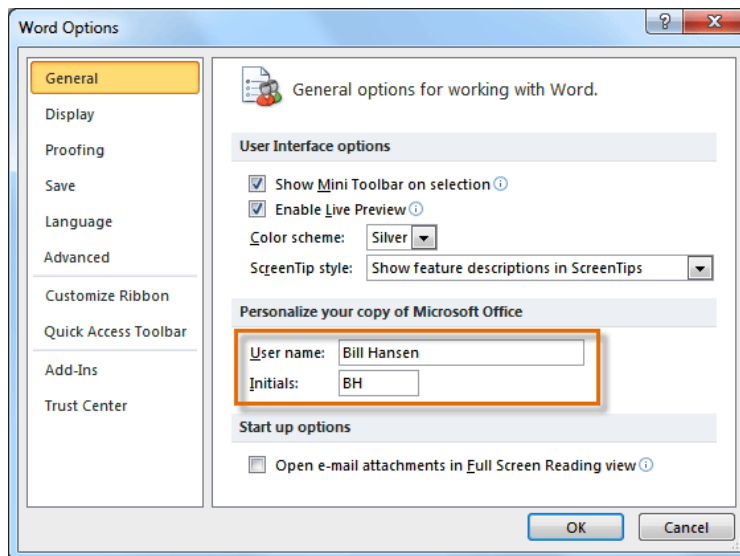 Word Options
General
Display
Proofing
Save
Language
Advanced
Customize Ribbon
Quick Access Toolbar
Add-Ins
Trust Center
General options for working with Word.
User Interface options
Show Mini Toolbar on selection
Enable Live Preview
Color scheme: Silver
ScreenTip style: Show feature descriptions in ScreenTips
Personalize your copy of Microsoft Office
User name: Bill Hansen
Initials: BH
Start up options
Open e-mail attachments in Full Screen Reading view
OK Cancel